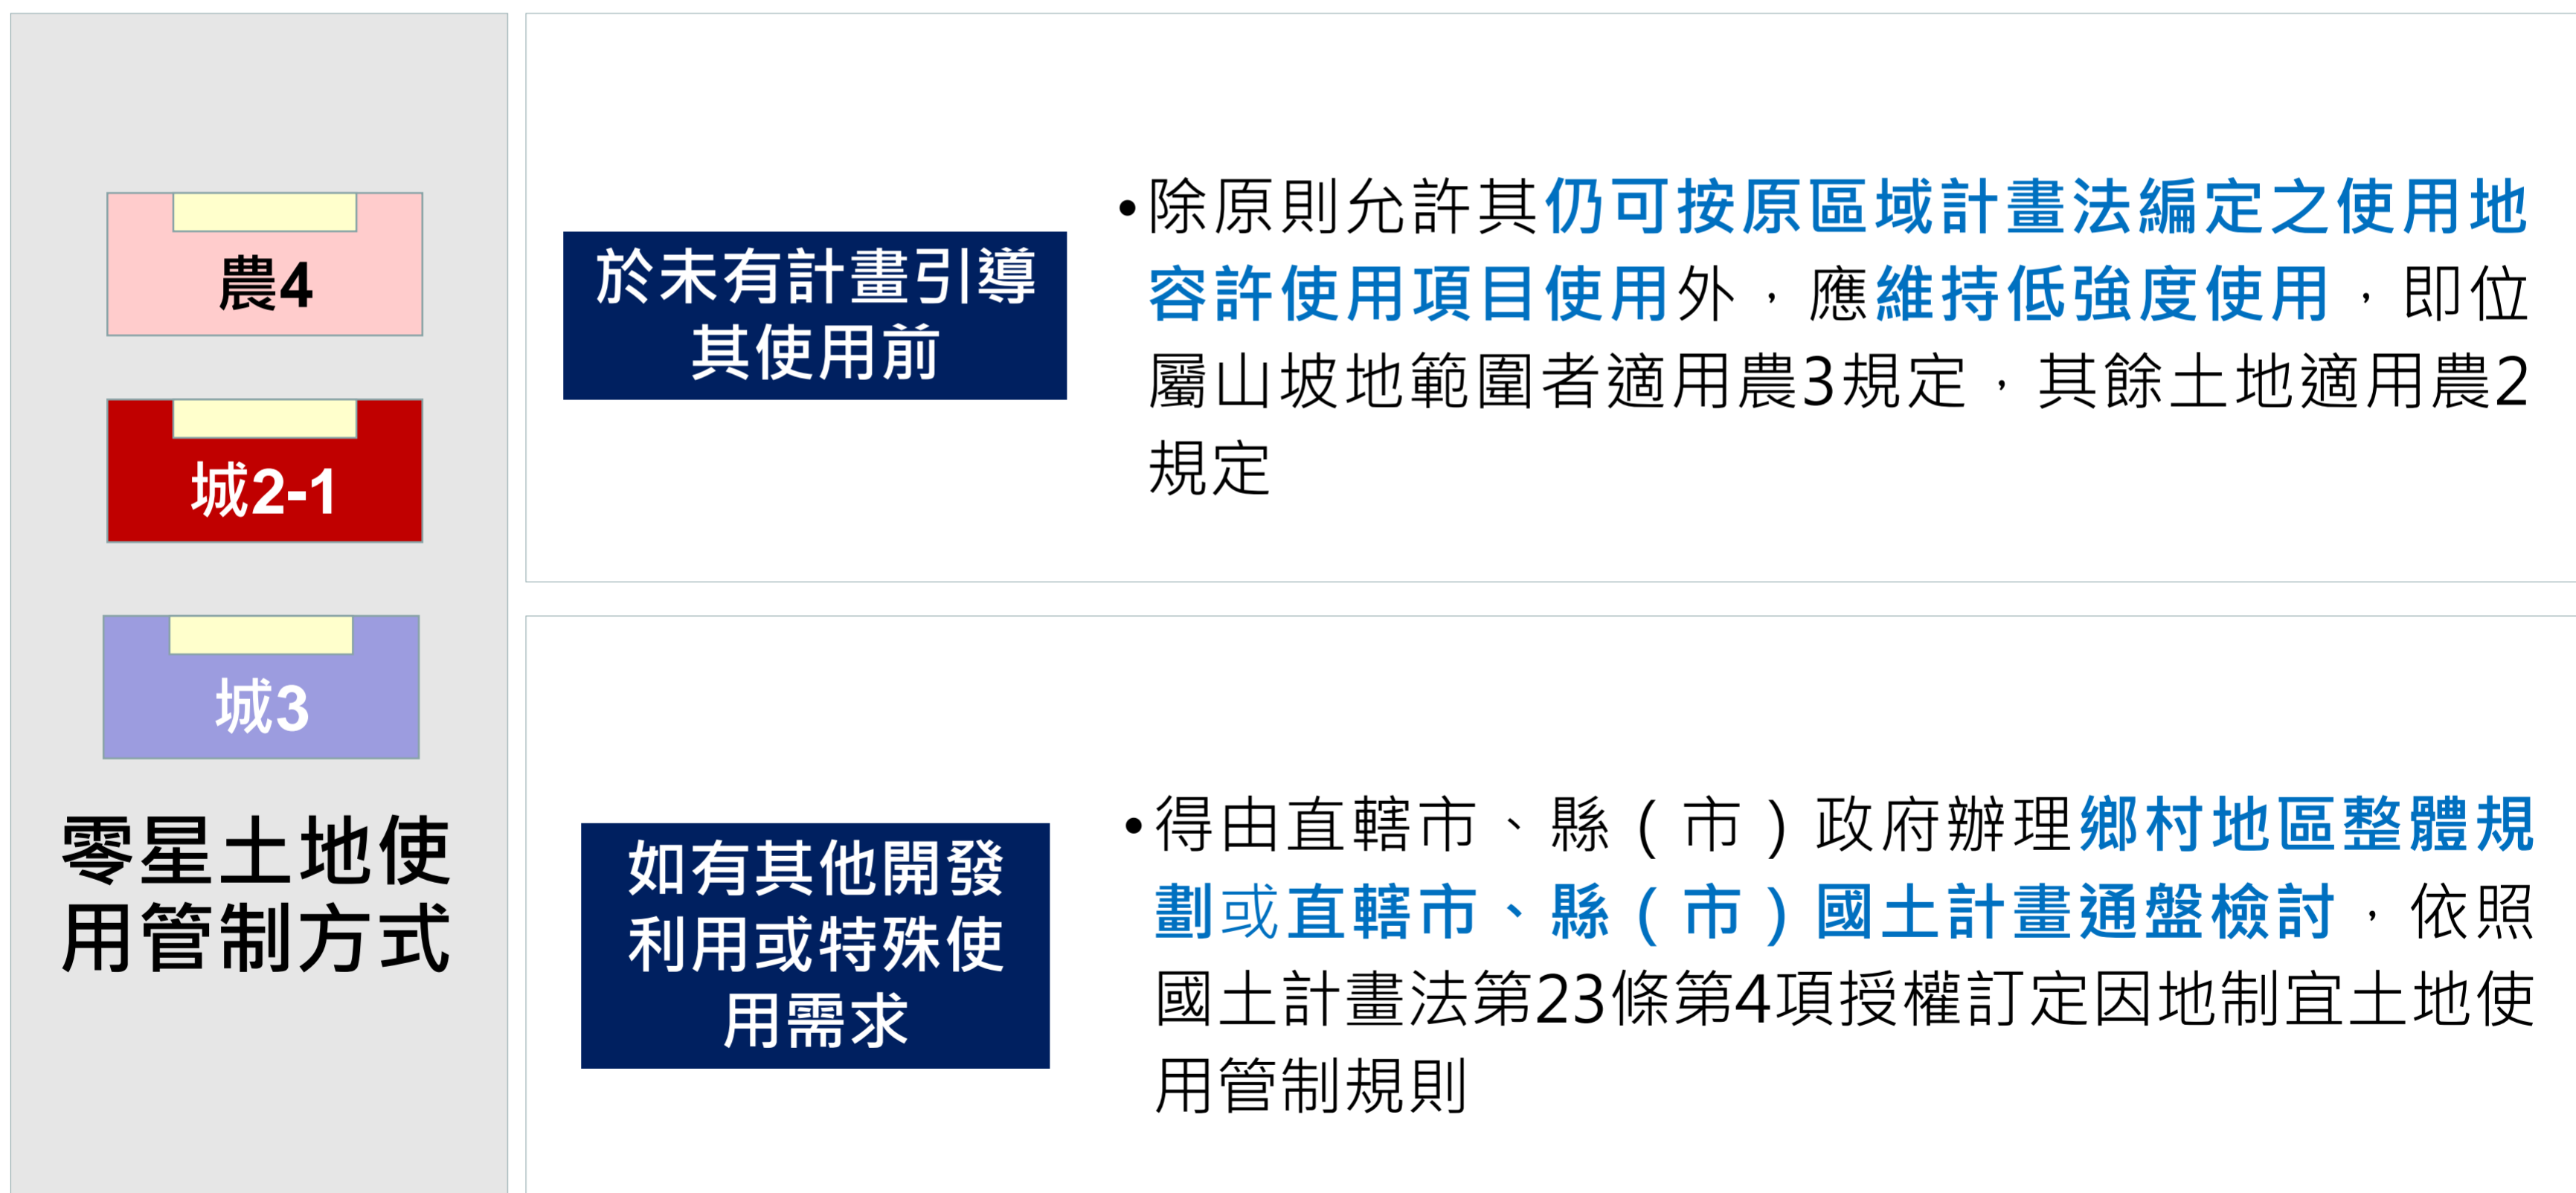 農4
城2-1
城3
零星土地使
用管制方式
於未有計畫引導
其使用前
•除原則允許其仍可按原區域計畫法編定之使用地
容許使用項目使用外，應維持低強度使用，即位
屬山坡地範圍者適用農3規定，其餘土地適用農2
規定
如有其他開發
利用或特殊使
用需求
•得由直轄市、縣（市）政府辦理鄉村地區整體規
劃或直轄市、縣（市）國土計畫通盤檢討，依照
國土計畫法第23條第4項授權訂定因地制宜土地使
用管制規則